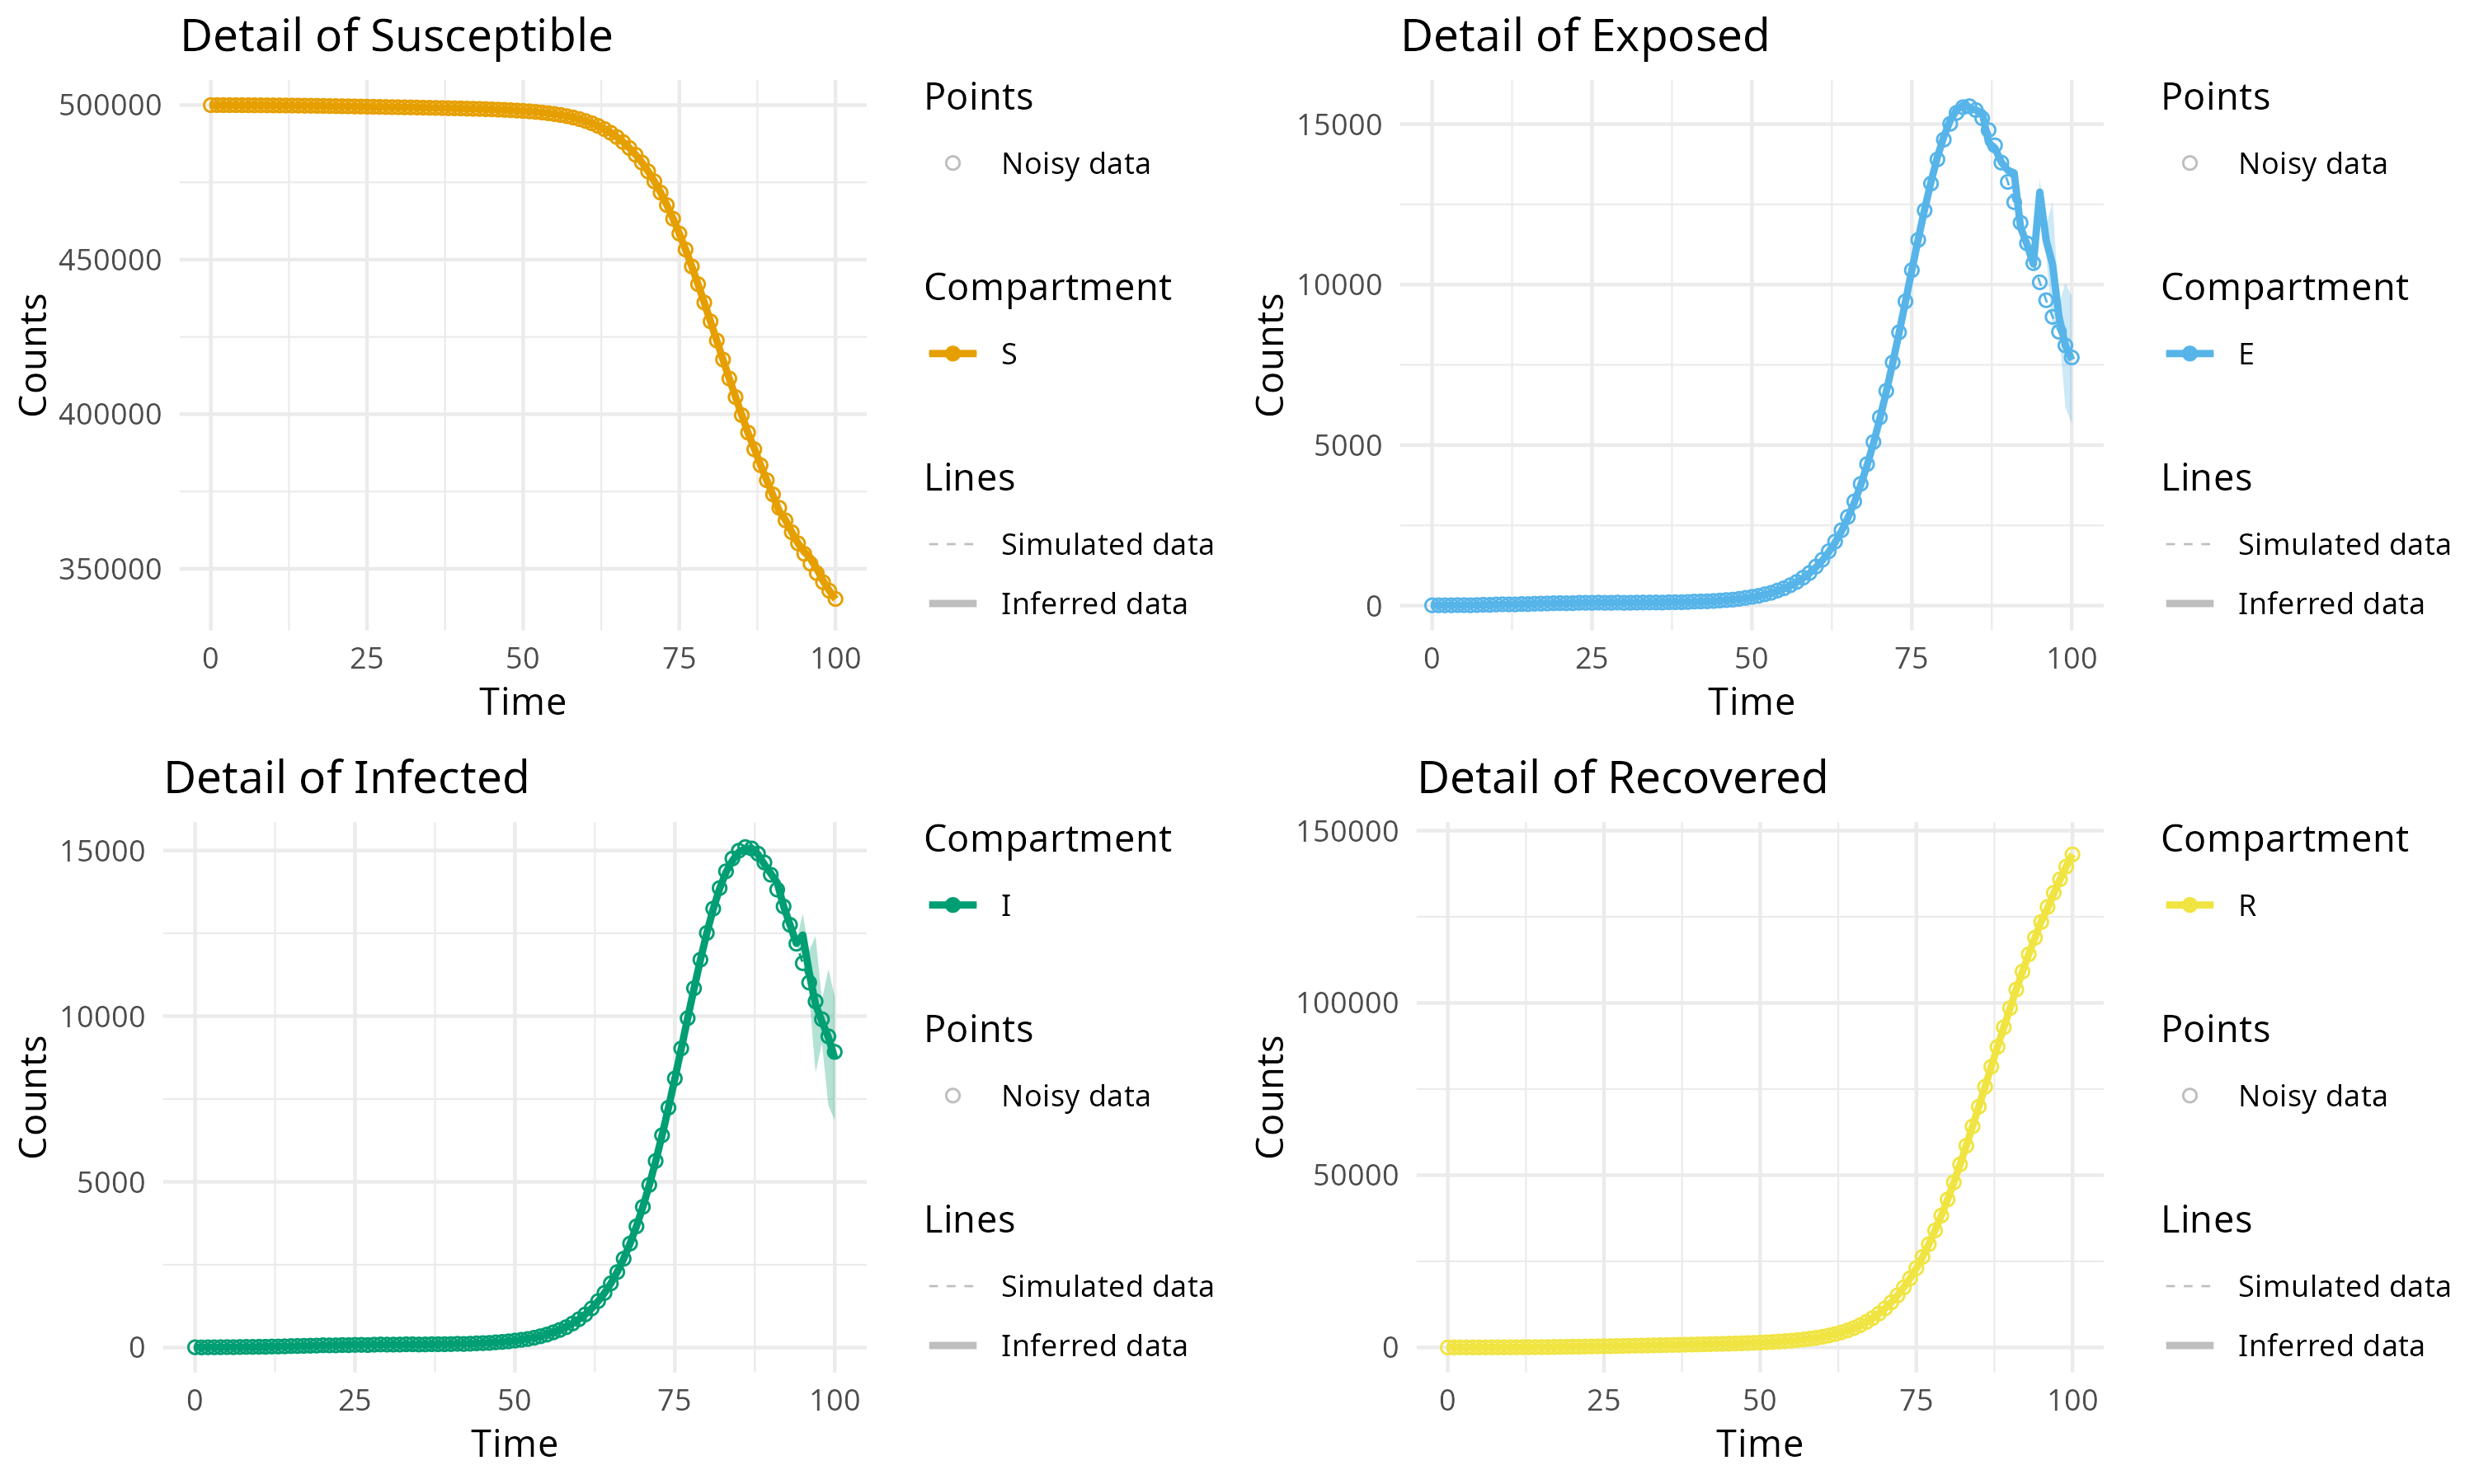 Detail of Susceptible
500000
450000
400000
350000
Counts
0 25 50 75 100
Time
Points
Noisy data
Compartment
S
Lines
Simulated data
Inferred data
Detail of Exposed
15000
10000
5000
0
Counts
0 25 50 75 100
Time
Points
Noisy data
Compartment
E
Lines
Simulated data
Inferred data
Detail of Infected
15000
10000
5000
0
Counts
0 25 50 75 100
Time
Compartment
I
Points
Noisy data
Lines
Simulated data
Inferred data
Detail of Recovered
150000
100000
50000
0
Counts
0 25 50 75 100
Time
Compartment
R
Points
Noisy data
Lines
Simulated data
Inferred data